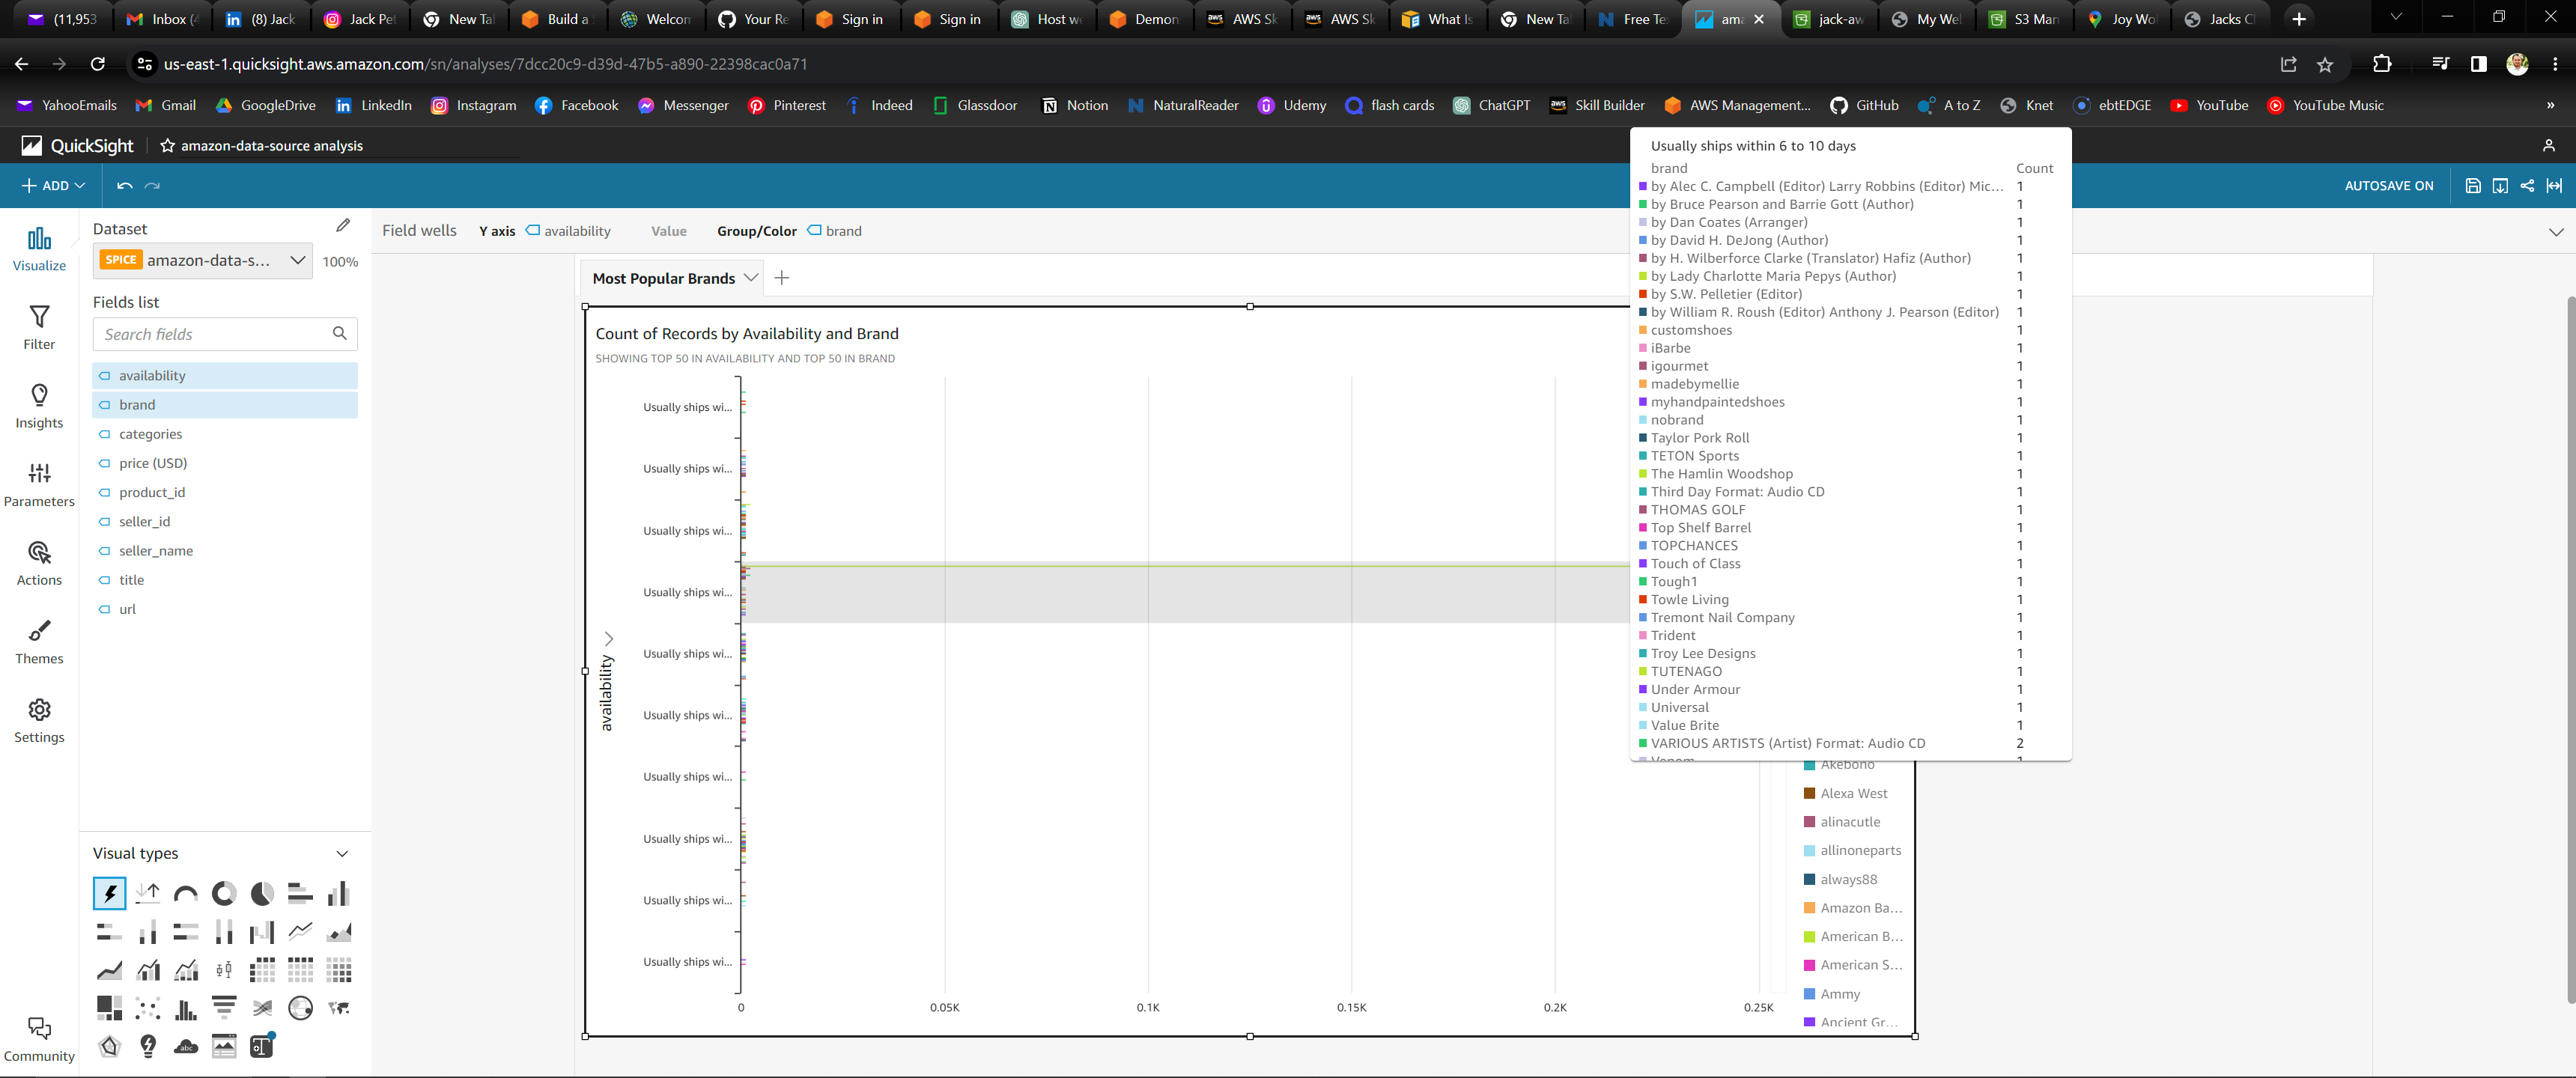 (11,953
Inbox (4
(8) Jack
Jack Pet
New Ta
Build a
Welcom
Your Re
Sign in
Sign in
Host we
Demon
AWS Sk
AWS Sk
What Is
New Ta
Free Te
ama
jack-aw
My Wel
S3 Man
Joy Wo
Jacks C
us-east-1.quicksight.aws.amazon.com/sn/analyses/7dcc20c9-d39d-47b5-a890-22398cac0a71
YahooEmails Gmail GoogleDrive LinkedIn Instagram Facebook Messenger Pinterest Indeed Glassdoor Notion NaturalReader Udemy flash cards ChatGPT Skill Builder AWS Management... GitHub A to Z Knet ebtEDGE YouTube YouTube Music »
QuickSight amazon-data-source analysis
ADD
AUTOSAVE ON
Visualize
Filter
Insights
Parameters
Actions
Themes
Settings
Community
Dataset
SPICE amazon-data-s... 100%
Fields list
Search fields
availability
brand
categories
price (USD)
product_id
seller_id
seller_name
title
url
Visual types
abc
Field wells Y axis availability Value Group/Color brand
Most Popular Brands
Count of Records by Availability and Brand
SHOWING TOP 50 IN AVAILABILITY AND TOP 50 IN BRAND
availability
Usually ships wi...
Usually ships wi...
Usually ships wi...
Usually ships wi...
Usually ships wi...
Usually ships wi...
Usually ships wi...
Usually ships wi...
Usually ships wi...
Usually ships wi...
0 0.05K 0.1K 0.15K 0.2K 0.25K
Usually ships within 6 to 10 days
brand Count
by Alec C. Campbell (Editor) Larry Robbins (Editor) Mic... 1
by Bruce Pearson and Barrie Gott (Author) 1
by Dan Coates (Arranger) 1
by David H. DeJong (Author) 1
by H. Wilberforce Clarke (Translator) Hafiz (Author) 1
by Lady Charlotte Maria Pepys (Author) 1
by S.W. Pelletier (Editor) 1
by William R. Roush (Editor) Anthony J. Pearson (Editor) 1
customshoes 1
iBarbe 1
igourmet 1
madebymellie 1
myhandpaintedshoes 1
nobrand 1
Taylor Pork Roll 1
TETON Sports 1
The Hamlin Woodshop 1
Third Day Format: Audio CD 1
THOMAS GOLF 1
Top Shelf Barrel 1
TOPCHANCES 1
Touch of Class 1
Tough1 1
Towle Living 1
Tremont Nail Company 1
Trident 1
Troy Lee Designs 1
TUTENAGO 1
Under Armour 1
Universal 1
Value Brite 1
VARIOUS ARTISTS (Artist) Format: Audio CD 2
Venom 1
Akebono
Alexa West
alinacutle
allinoneparts
always88
Amazon Ba...
American B...
American S...
Ammy
Ancient Gr...